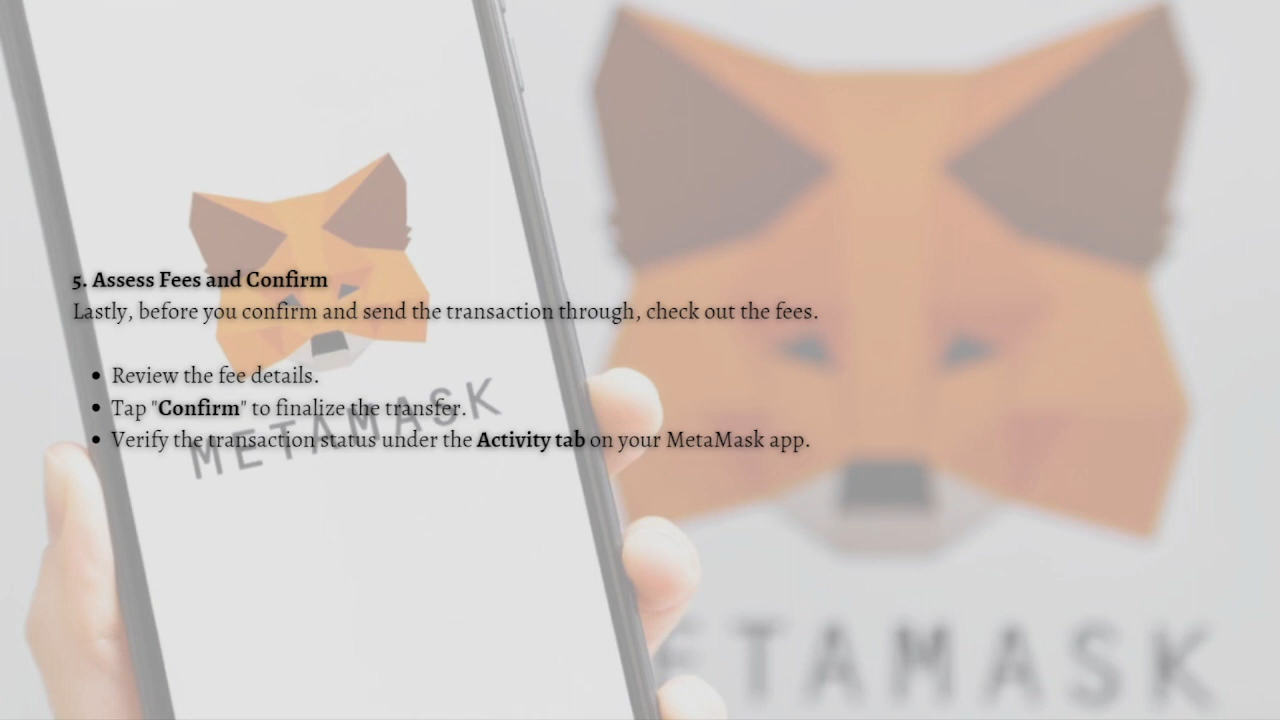 5. Assess Fees and Confirm
Lastly, before you confirm and send the transaction through, check out the fees.
Review the fee details.
Tap "Confirm" to finalize the transfer.
Verify the transaction status under the Activity tab on your MetaMask app.
METAMASK
ETAMASK